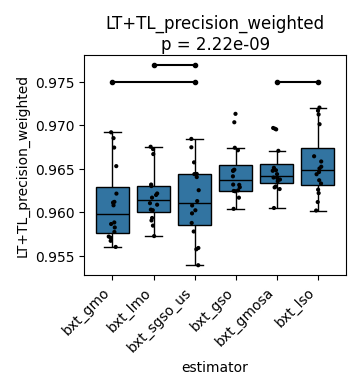 LT+TL_precision_weighted
p = 2.22e-09
LT+TL_precision_weighted
0.975
0.970
0.965
0.960
0.955
bxt_gmo
bxt_lmo
bxt_sgso_us
bxt_gso
bxt_gmosa
bxt_lso
estimator